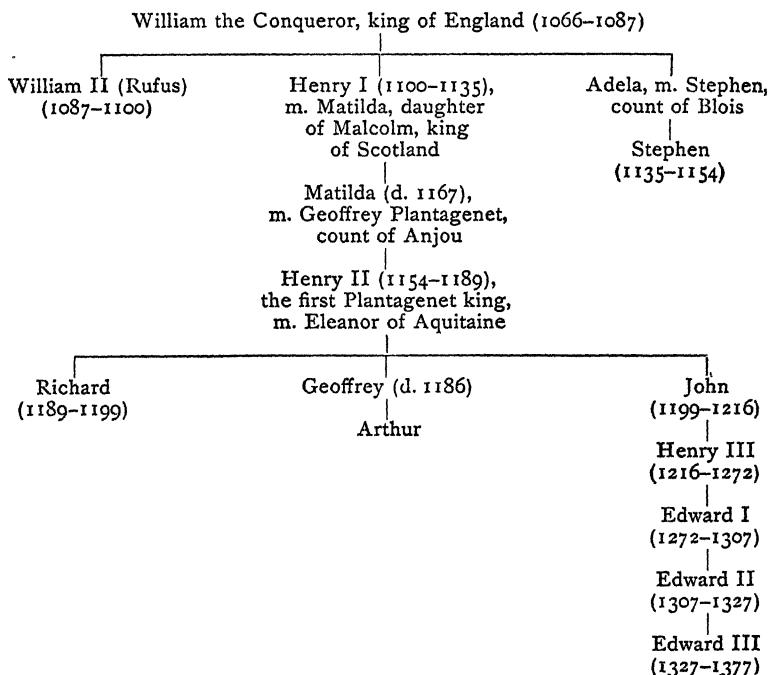 William the Conqueror, king of England (1066–1087)
William II (Rufus)
(1087–1100)
Henry I (1100–1135),
m. Matilda, daughter
of Malcolm, king
of Scotland
Adela, m. Stephen,
count of Blois
Stephen
(1135–1154)
Matilda (d. 1167),
m. Geoffrey Plantagenet,
count of Anjou
Henry II (1154–1189),
the first Plantagenet king,
m. Eleanor of Aquitaine
Richard
(1189–1199)
Geoffrey (d. 1186)
Arthur
John
(1199–1216)
Henry III
(1216–1272)
Edward I
(1272–1307)
Edward II
(1307–1327)
Edward III
(1327–1377)